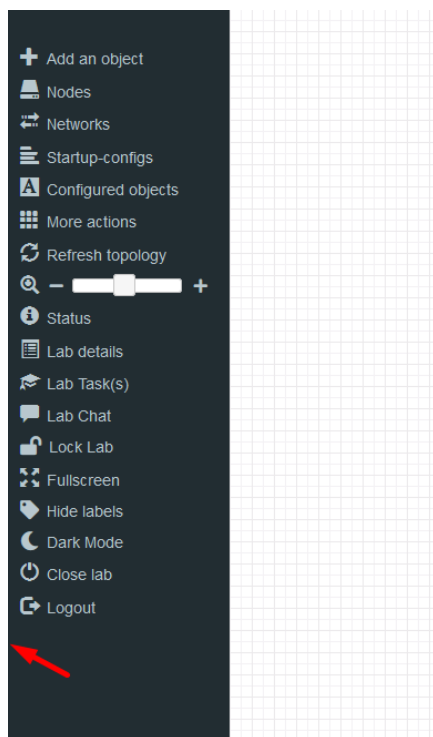 Add an object
Nodes
Networks
Startup-configs
Configured objects
More actions
Refresh topology
Status
Lab details
Lab Task(s)
Lab Chat
Lock Lab
Fullscreen
Hide labels
Dark Mode
Close lab
Logout